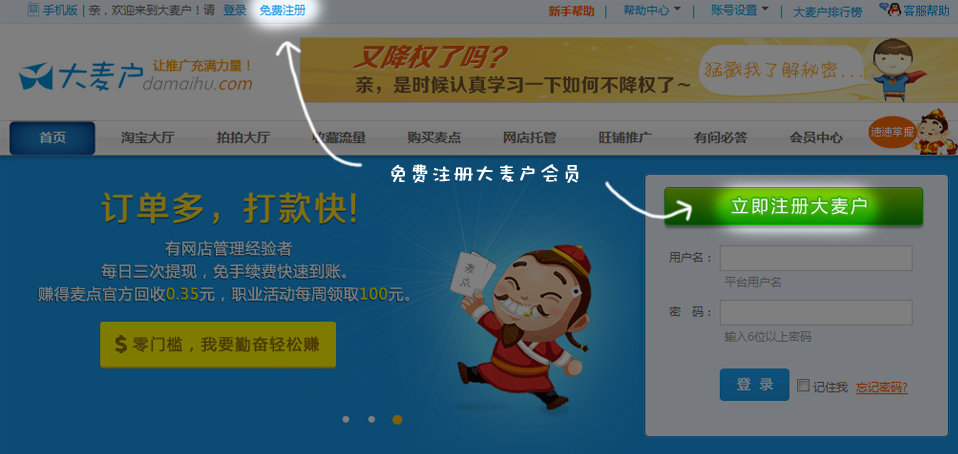 手机版 | 亲，欢迎来到大麦户！请 登录 免费注册 新手帮助 | 帮助中心 | 账号设置 | 大麦户排行榜 客服帮助
大麦户 让推广充满力量！
damaihu.com
又降权了吗？
亲，是时候认真学习一下如何不降权了~
猛戳我了解秘密...
首页 淘宝大厅 拍拍大厅 收藏流量 购买麦点 网店托管 旺铺推广 有问必答 会员中心 速速掌握
免费注册大麦户会员
订单多，打款快!
有网店管理经验者
每日三次提现，免手续费快速到账。
赚得麦点官方回收0.35元，职业活动每周领取100元。
$ 零门槛，我要勤奋轻松赚
麦点
立即注册大麦户
用户名：
平台用户名
密 码：
输入6位以上密码
登 录 记住我 忘记密码?